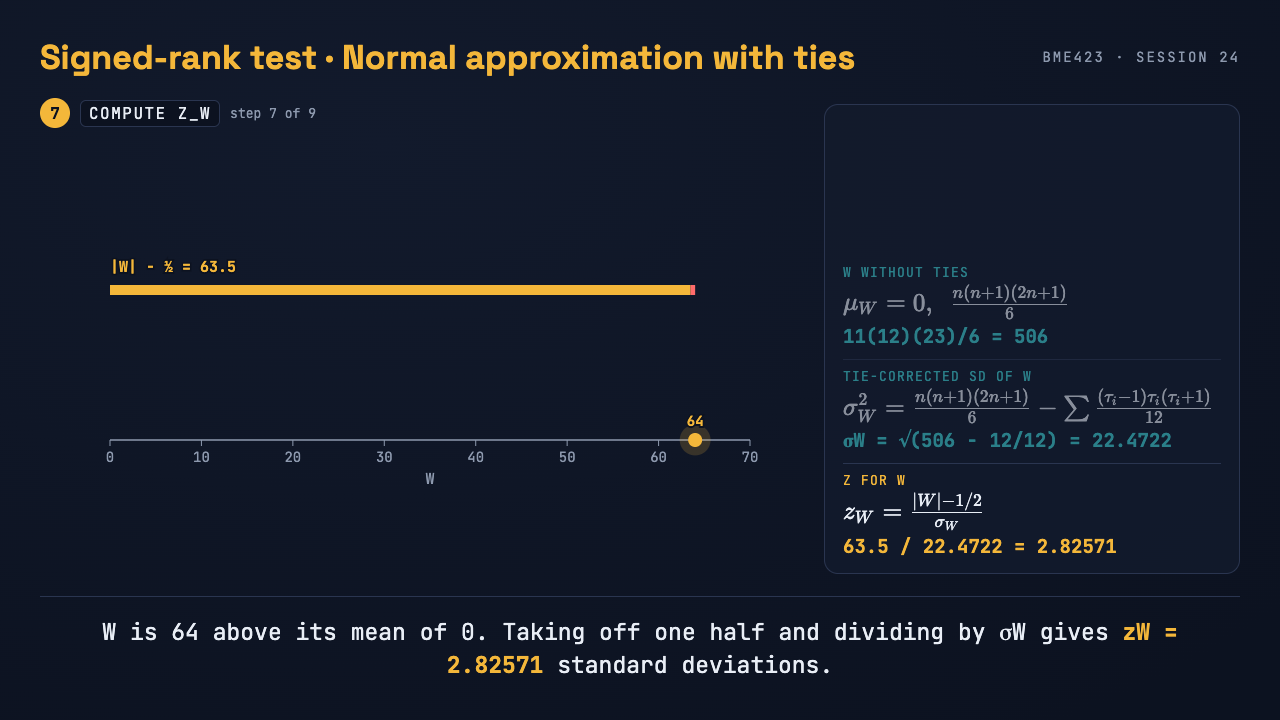 Signed-rank test · Normal approximation with ties
BME423 · SESSION 24
7 COMPUTE Z_W step 7 of 9
|W| - ½ = 63.5
64
0 10 20 30 40 50 60 70
W
W WITHOUT TIES
μ_W = 0, n(n+1)(2n+1)/6
11(12)(23)/6 = 506
TIE-CORRECTED SD OF W
σ²_W = n(n+1)(2n+1)/6 − ∑ (τᵢ−1)τᵢ(τᵢ+1)/12
σW = √(506 - 12/12) = 22.4722
Z FOR W
z_W = |W|−1/2 / σ_W
63.5 / 22.4722 = 2.82571
W is 64 above its mean of 0. Taking off one half and dividing by σW gives zW =
2.82571 standard deviations.